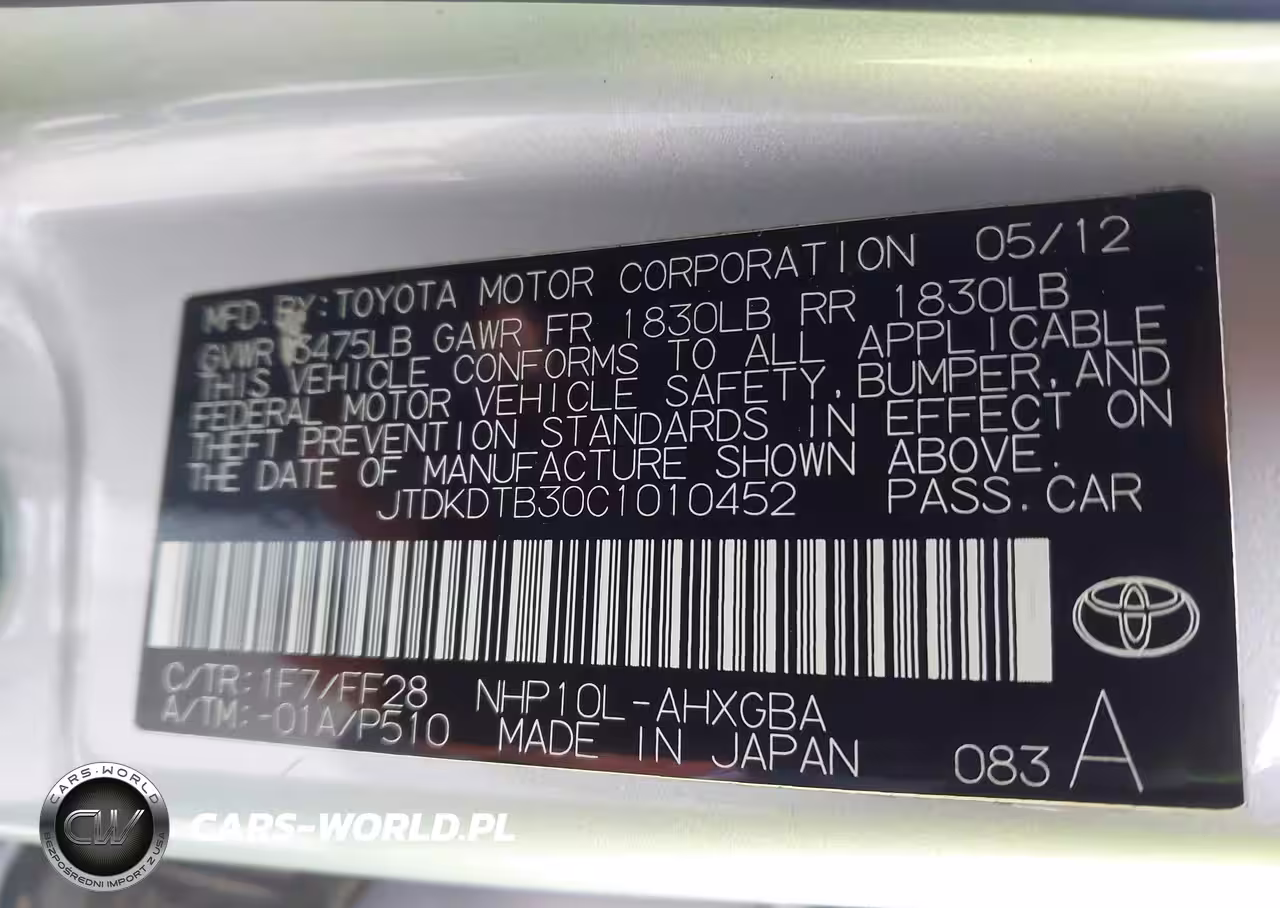 MFD. BY: TOYOTA MOTOR CORPORATION 05/12
GVWR 3475LB GAWR FR 1830LB RR 1830LB
THIS VEHICLE CONFORMS TO ALL APPLICABLE
FEDERAL MOTOR VEHICLE SAFETY, BUMPER, AND
THEFT PREVENTION STANDARDS IN EFFECT ON
THE DATE OF MANUFACTURE SHOWN ABOVE.
JTDKDTB30C1010452 PASS. CAR
C/TR: 1F7/FF28 NHP10L-AHXGBA
A/TM: -01A/P510 MADE IN JAPAN 083 A
CARS-WORLD
CW
BEZPOŚREDNI IMPORT Z USA
CARS-WORLD.PL